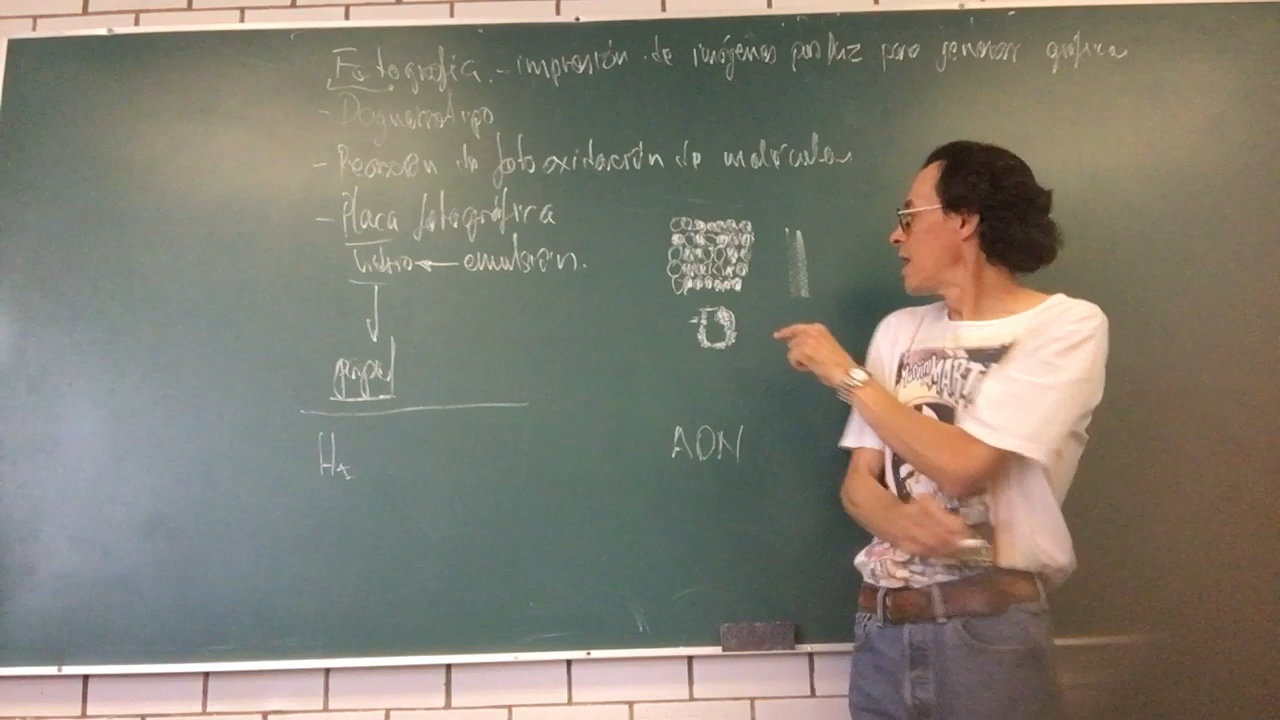 Fotografía.- impresión de imágenes por luz para generar gráfica
- Daguerrotipo
- Reacción de foto oxidación de moléculas
- Placa fotográfica
Vidrio ← emulsión.
papel
ADN